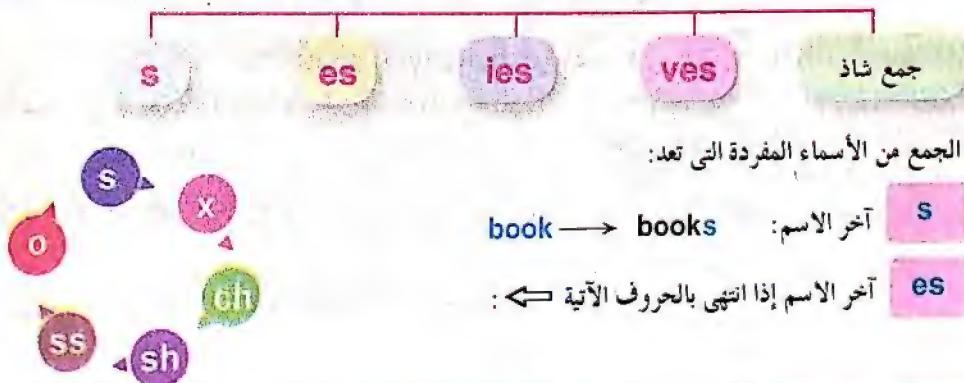 s es ies ves جمع شاذ
الجمع من الأسماء المفردة التى تعد:
s آخر الاسم: book → books
es آخر الاسم إذا انتهى بالحروف الآتية ⇦ :
s
x
ch
sh
ss
o